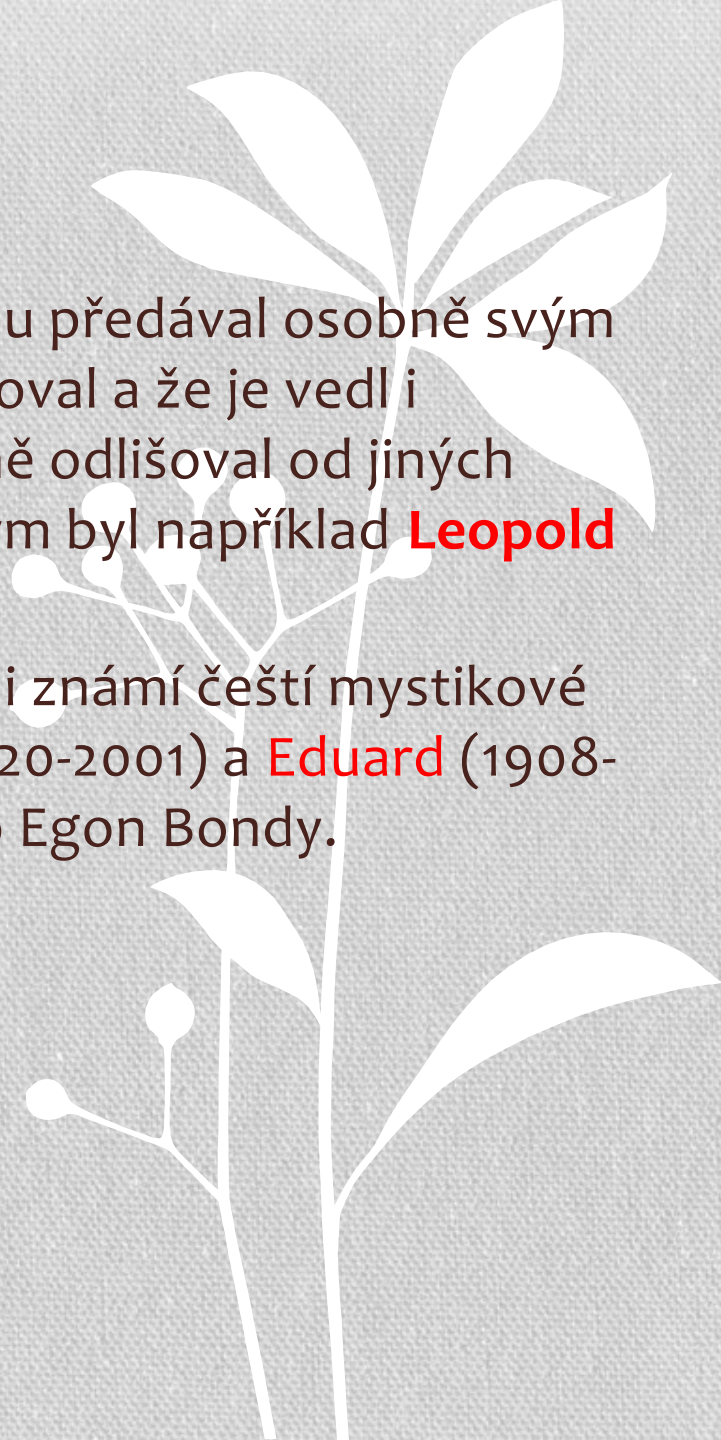 u předával osobně svým
oval a že je vedl i
ě odlišoval od jiných
m byl například Leopold
i známí čeští mystikové
20-2001) a Eduard (1908-
Egon Bondy.